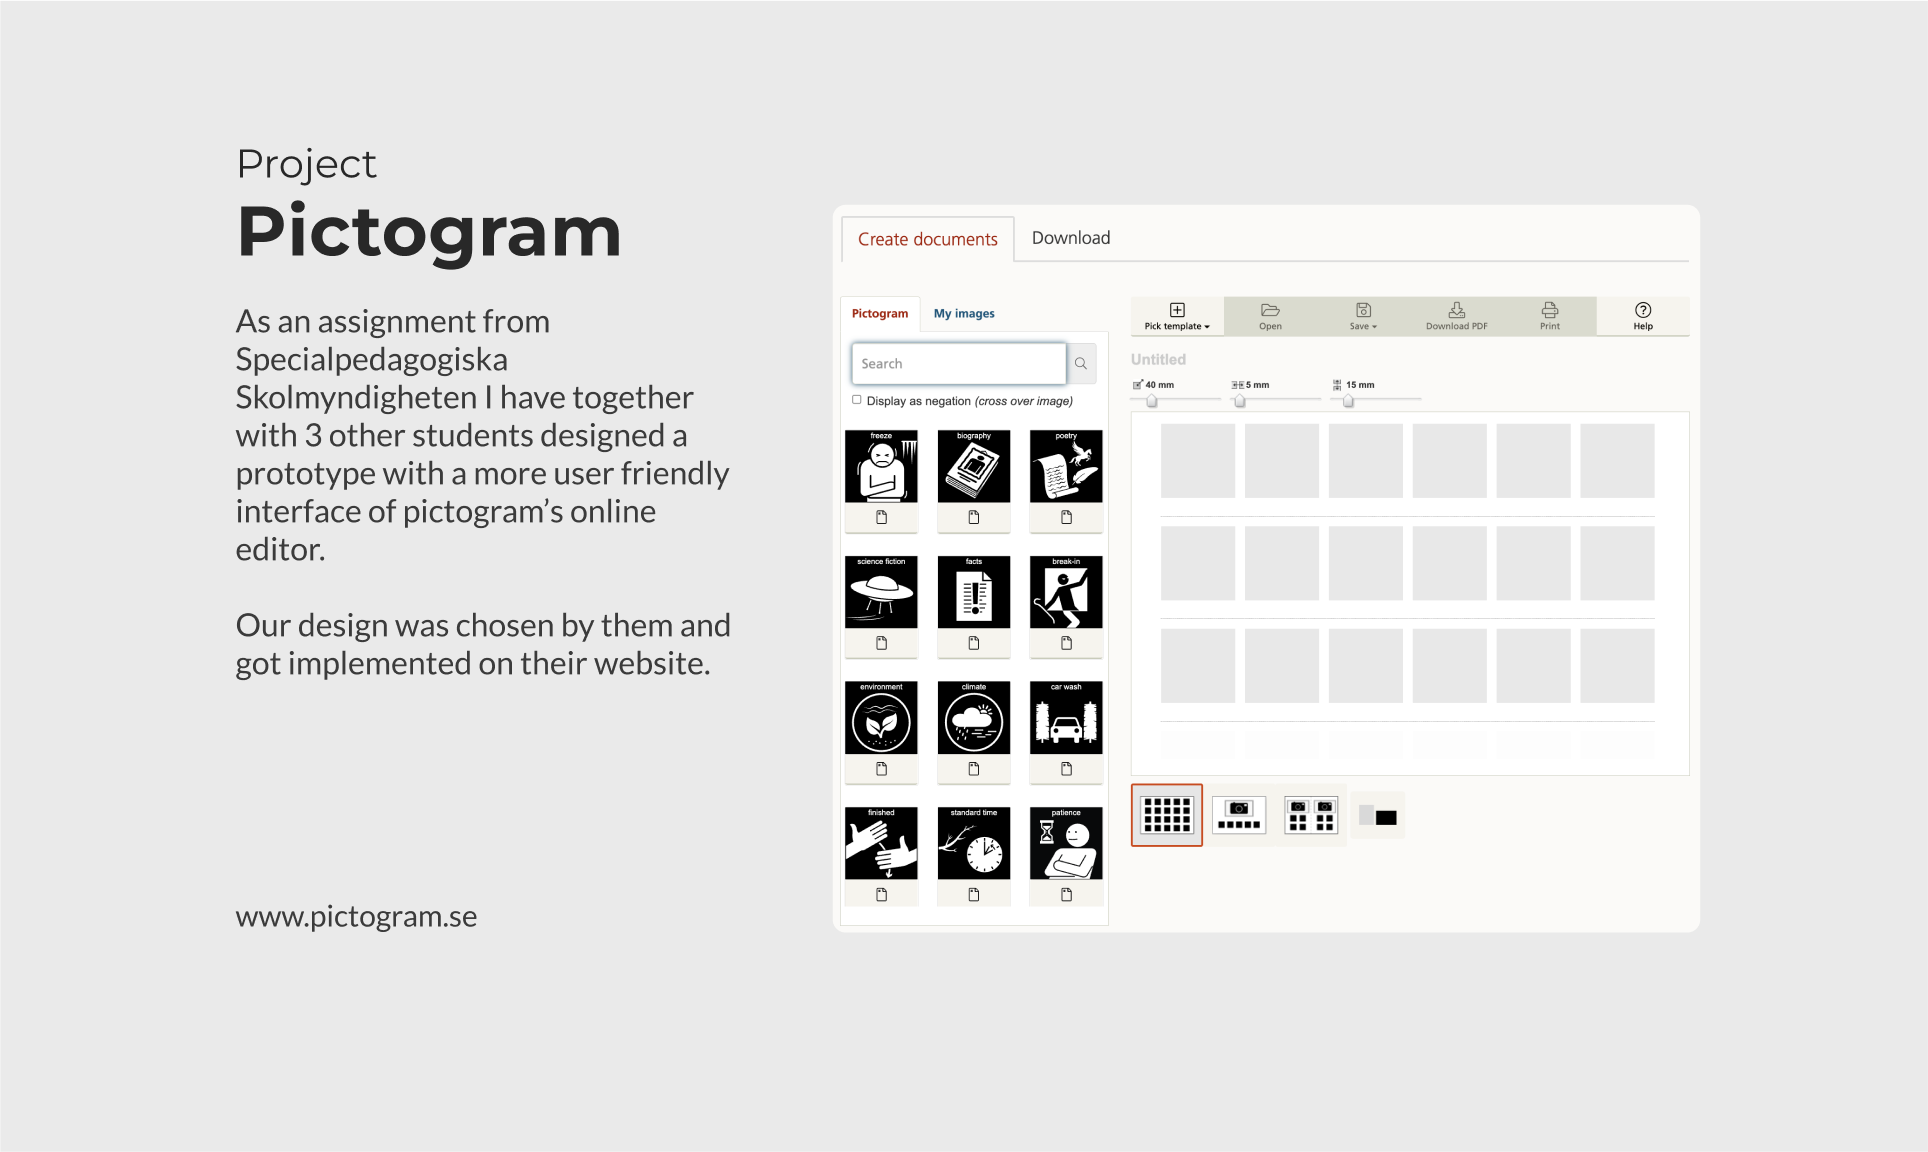 Project
Pictogram
As an assignment from
Specialpedagogiska
Skolmyndigheten I have together
with 3 other students designed a
prototype with a more user friendly
interface of pictogram’s online
editor.
Our design was chosen by them and
got implemented on their website.
www.pictogram.se
Create documents
Download
Pictogram
My images
Search
Display as negation (cross over image)
freeze
biography
poetry
science fiction
facts
break-in
environment
climate
car wash
finished
standard time
patience
Pick template
Open
Save
Download PDF
Print
Help
Untitled
40 mm
5 mm
15 mm